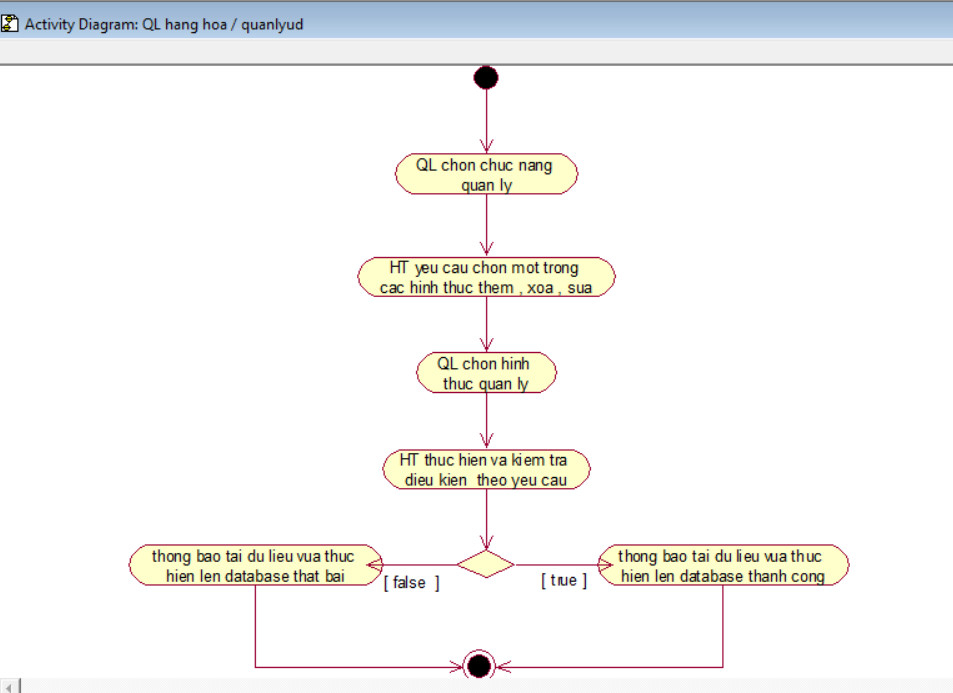 Activity Diagram: QL hang hoa / quanlyud
QL chon chuc nang
quan ly
HT yeu cau chon mot trong
cac hinh thuc them , xoa , sua
QL chon hinh
thuc quan ly
HT thuc hien va kiem tra
dieu kien theo yeu cau
thong bao tai du lieu vua thuc
hien len database that bai
[ false ]
[ true ]
thong bao tai du lieu vua thuc
hien len database thanh cong